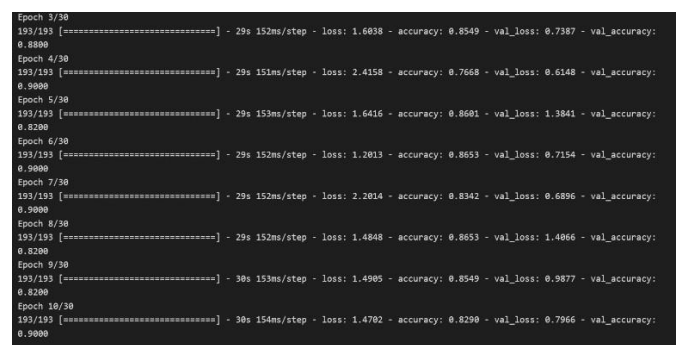 Epoch 3/30
193/193 [==============================] - 29s 152ms/step - loss: 1.6038 - accuracy: 0.8549 - val_loss: 0.7387 - val_accuracy:
0.8800
Epoch 4/30
193/193 [==============================] - 29s 151ms/step - loss: 2.4158 - accuracy: 0.7668 - val_loss: 0.6148 - val_accuracy:
0.9000
Epoch 5/30
193/193 [==============================] - 29s 153ms/step - loss: 1.6416 - accuracy: 0.8601 - val_loss: 1.3841 - val_accuracy:
0.8200
Epoch 6/30
193/193 [==============================] - 29s 152ms/step - loss: 1.2013 - accuracy: 0.8653 - val_loss: 0.7154 - val_accuracy:
0.9000
Epoch 7/30
193/193 [==============================] - 29s 152ms/step - loss: 2.2014 - accuracy: 0.8342 - val_loss: 0.6896 - val_accuracy:
0.9000
Epoch 8/30
193/193 [==============================] - 29s 152ms/step - loss: 1.4848 - accuracy: 0.8653 - val_loss: 1.4066 - val_accuracy:
0.8200
Epoch 9/30
193/193 [==============================] - 30s 153ms/step - loss: 1.4905 - accuracy: 0.8549 - val_loss: 0.9877 - val_accuracy:
0.8200
Epoch 10/30
193/193 [==============================] - 30s 154ms/step - loss: 1.4702 - accuracy: 0.8290 - val_loss: 0.7966 - val_accuracy:
0.9000